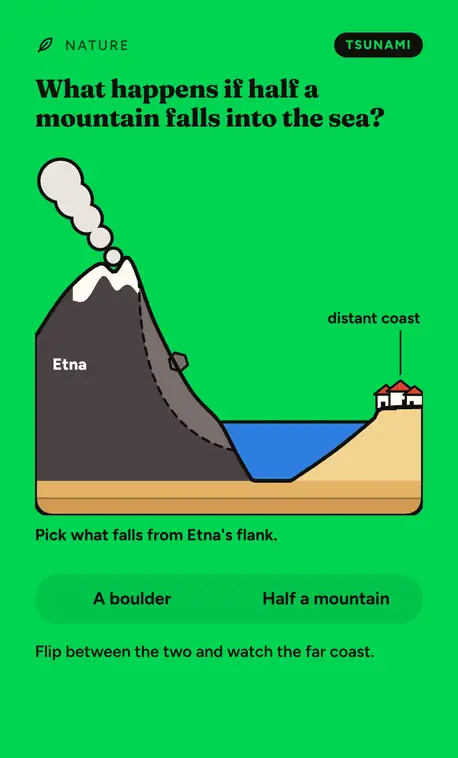 NATURE
TSUNAMI
What happens if half a
mountain falls into the sea?
distant coast
Etna
Pick what falls from Etna's flank.
A boulder
Half a mountain
Flip between the two and watch the far coast.